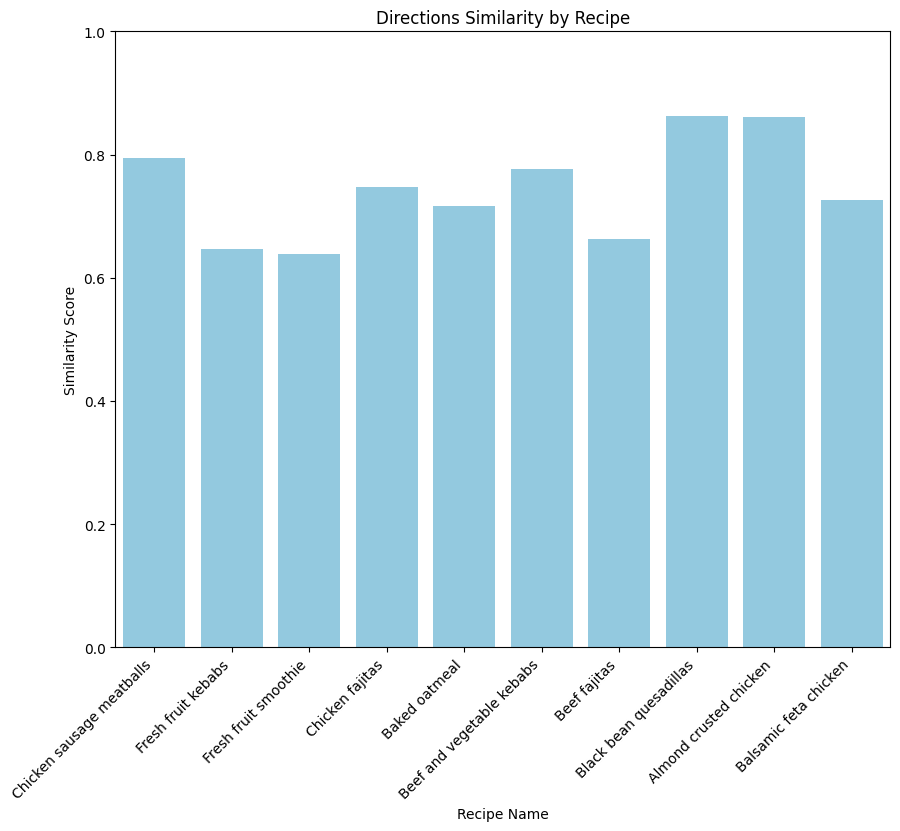 Directions Similarity by Recipe
1.0
0.8
0.6
0.4
0.2
0.0
Similarity Score
Chicken sausage meatballs
Fresh fruit kebabs
Fresh fruit smoothie
Chicken fajitas
Baked oatmeal
Beef and vegetable kebabs
Beef fajitas
Black bean quesadillas
Almond crusted chicken
Balsamic feta chicken
Recipe Name